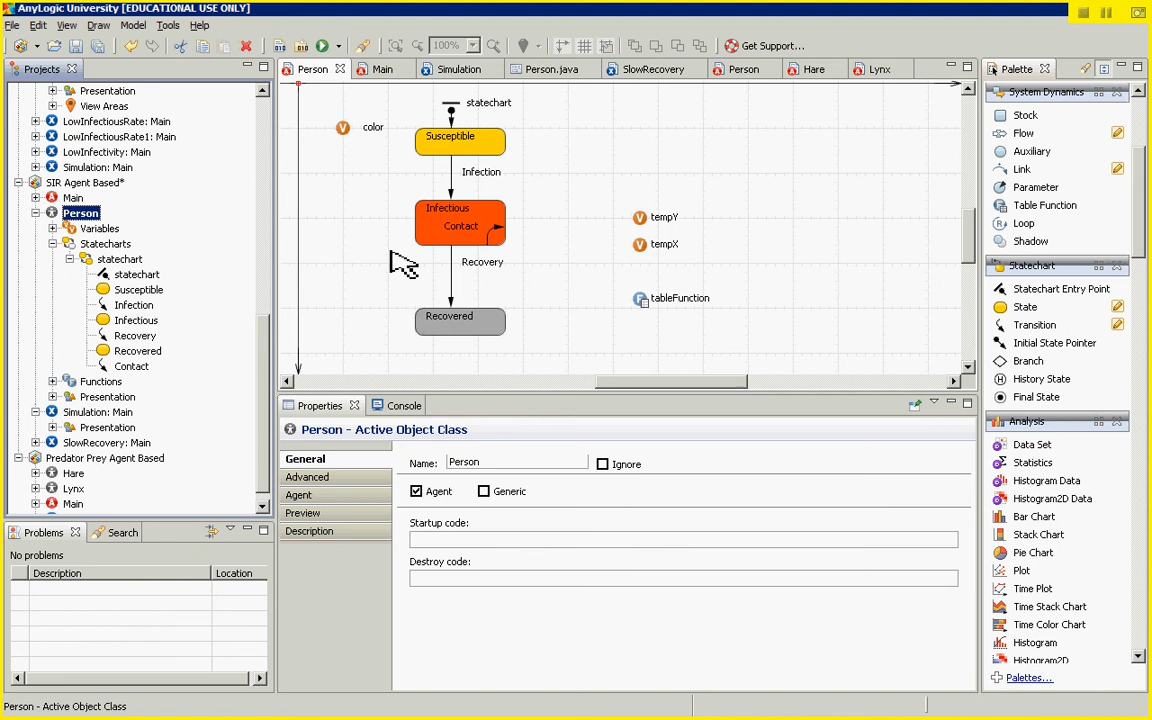 AnyLogic University [EDUCATIONAL USE ONLY]
File Edit View Draw Model Tools Help
100% Get Support...
Projects
Presentation
View Areas
LowInfectiousRate: Main
LowInfectiousRate1: Main
LowInfectivity: Main
Simulation: Main
SIR Agent Based*
Main
Person
Variables
Statecharts
statechart
statechart
Susceptible
Infection
Infectious
Recovery
Recovered
Contact
Functions
Presentation
Simulation: Main
Presentation
SlowRecovery: Main
Predator Prey Agent Based
Hare
Lynx
Main
Problems Search
No problems
Description Location
Person Main Simulation Person.java SlowRecovery Person Hare Lynx
statechart
color
Susceptible
Infection
Infectious
Contact
Recovery
Recovered
tempY
tempX
tableFunction
Properties Console
Person - Active Object Class
General
Advanced
Agent
Preview
Description
Name: Person Ignore
Agent Generic
Startup code:
Destroy code:
Palette
System Dynamics
Stock
Flow
Auxiliary
Link
Parameter
Table Function
Loop
Shadow
Statechart
Statechart Entry Point
State
Transition
Initial State Pointer
Branch
History State
Final State
Analysis
Data Set
Statistics
Histogram Data
Histogram2D Data
Bar Chart
Stack Chart
Pie Chart
Plot
Time Plot
Time Stack Chart
Time Color Chart
Histogram
Histogram2D
Palettes...
Person - Active Object Class